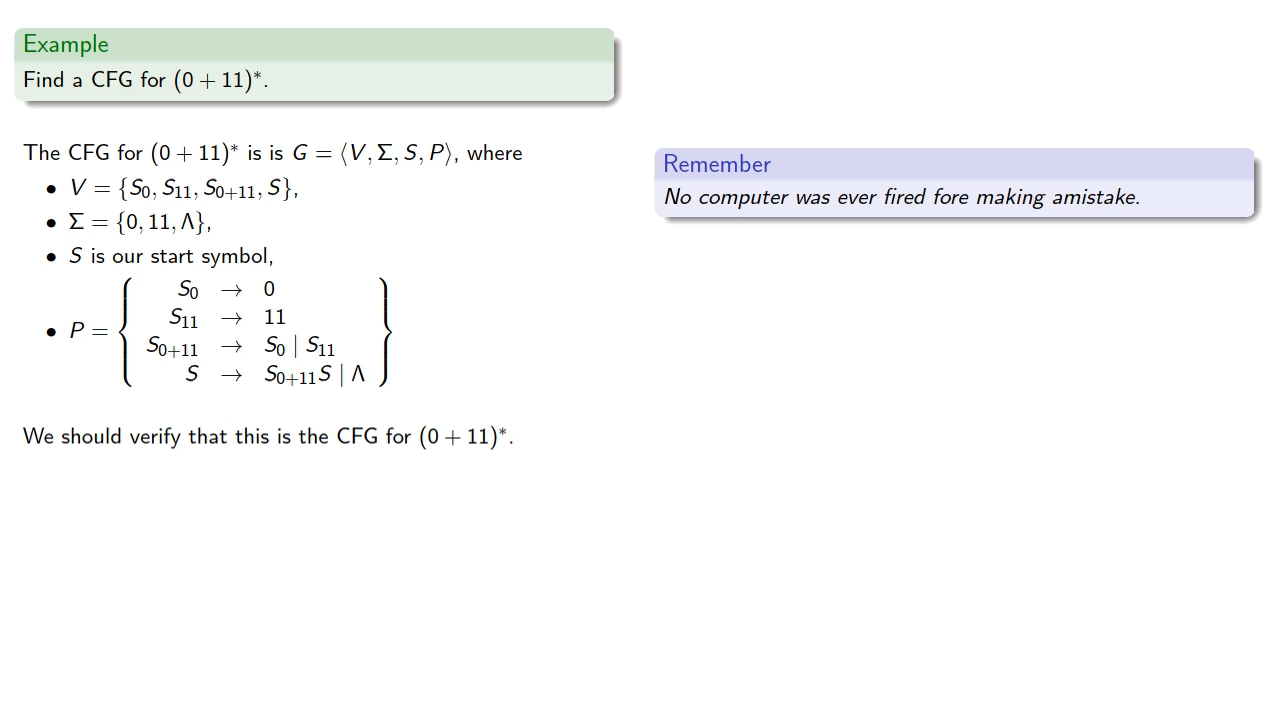 Example
Find a CFG for (0 + 11)*.
The CFG for (0 + 11)* is is G = ⟨V, Σ, S, P⟩, where
• V = {S₀, S₁₁, S₀₊₁₁, S},
• Σ = {0, 11, Λ},
• S is our start symbol,
• P = {
S₀ → 0
S₁₁ → 11
S₀₊₁₁ → S₀ | S₁₁
S → S₀₊₁₁S | Λ
}
We should verify that this is the CFG for (0 + 11)*.
Remember
No computer was ever fired fore making amistake.